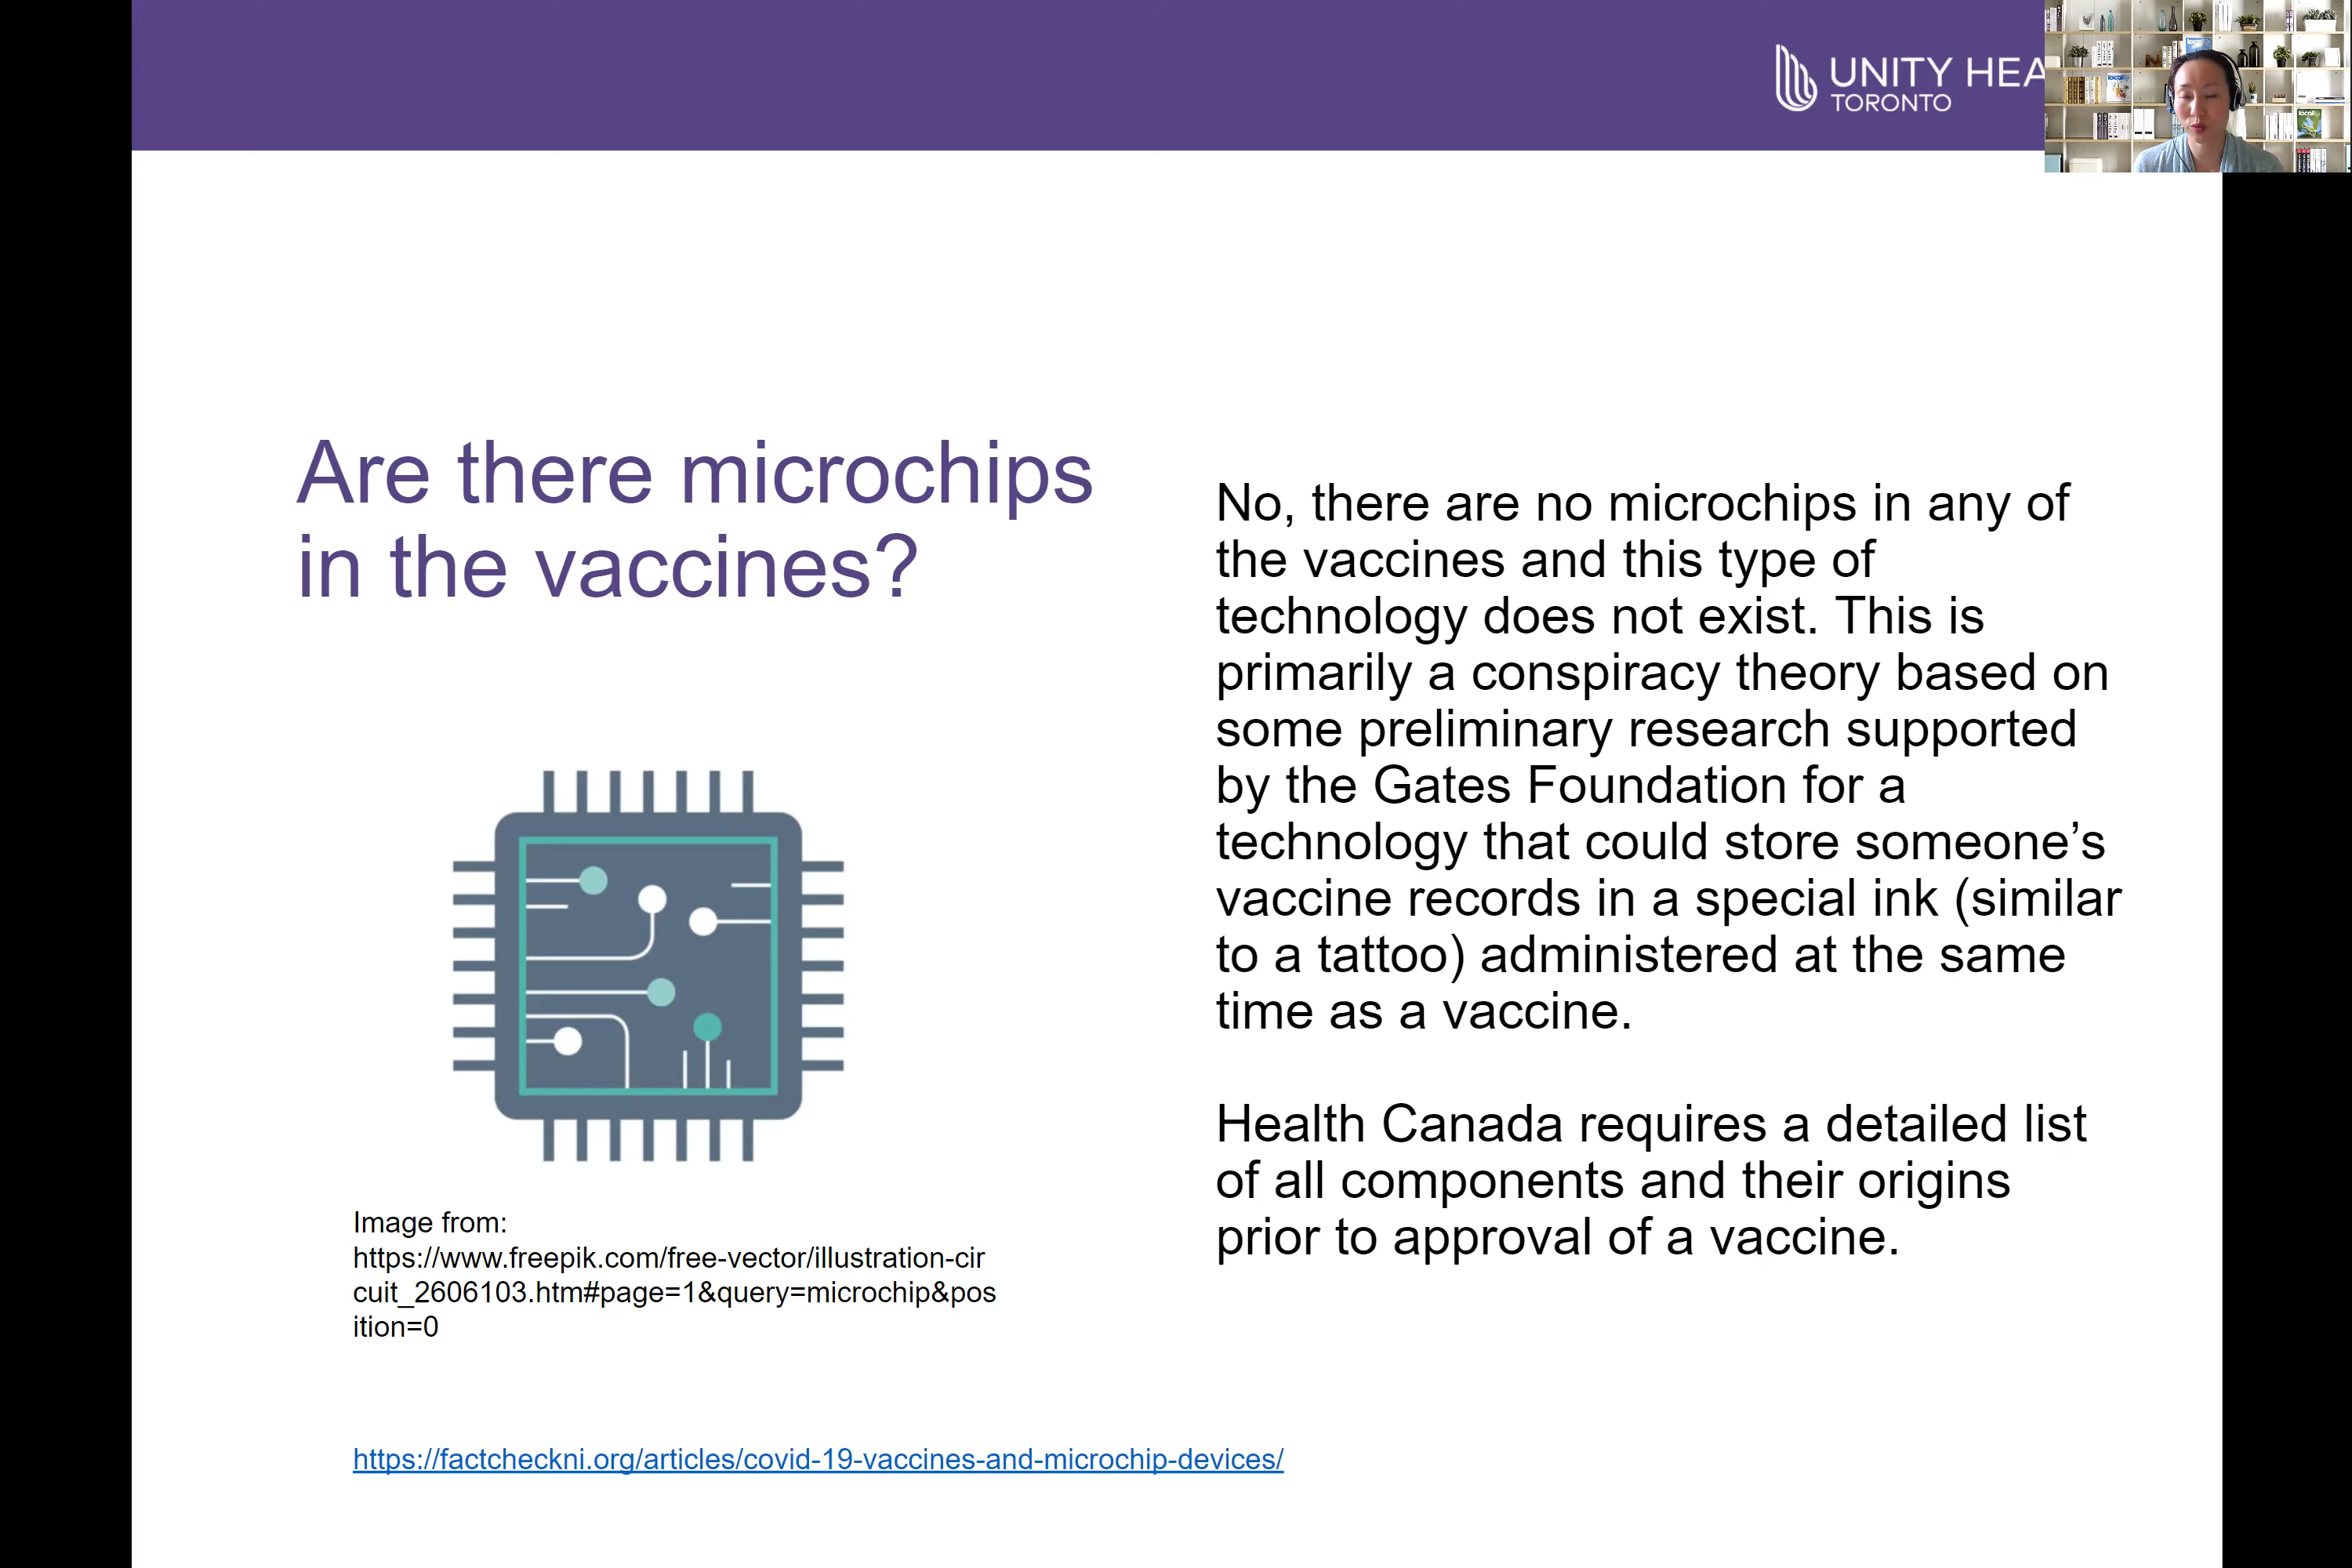 UNITY HEA
TORONTO
Are there microchips
in the vaccines?
No, there are no microchips in any of
the vaccines and this type of
technology does not exist. This is
primarily a conspiracy theory based on
some preliminary research supported
by the Gates Foundation for a
technology that could store someone’s
vaccine records in a special ink (similar
to a tattoo) administered at the same
time as a vaccine.
Health Canada requires a detailed list
of all components and their origins
prior to approval of a vaccine.
Image from:
https://www.freepik.com/free-vector/illustration-cir
cuit_2606103.htm#page=1&query=microchip&pos
ition=0
https://factcheckni.org/articles/covid-19-vaccines-and-microchip-devices/